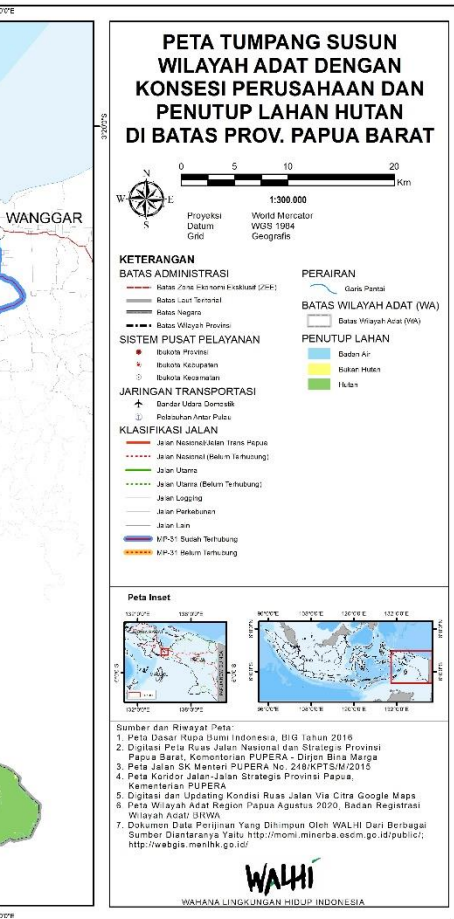 PETA TUMPANG SUSUN
WILAYAH ADAT DENGAN
KONSESI PERUSAHAAN DAN
PENUTUP LAHAN HUTAN
DI BATAS PROV. PAPUA BARAT
0 5 10 20
Km
N
W E
S
1:300.000
Proyeksi World Mercator
Datum WGS 1984
Grid Geografis
3°20'0"S
WANGGAR
KETERANGAN
BATAS ADMINISTRASI
Batas Zona Ekonomi Eksklusif (ZEE)
Batas Laut Teritorial
Batas Negara
Batas Wilayah Provinsi
SISTEM PUSAT PELAYANAN
Ibukota Provinsi
Ibukota Kabupaten
Ibukota Kecamatan
JARINGAN TRANSPORTASI
Bandar Udara Domestik
Pelabuhan Antar Pulau
KLASIFIKASI JALAN
Jalan Nasional/Jalan Trans Papua
Jalan Nasional (Belum Terhubung)
Jalan Utama
Jalan Utama (Belum Terhubung)
Jalan Logging
Jalan Perkebunan
Jalan Lain
MP-31 Sudah Terhubung
MP-31 Belum Terhubung
PERAIRAN
Garis Pantai
BATAS WILAYAH ADAT (WA)
Batas Wilayah Adat (WA)
PENUTUP LAHAN
Badan Air
Bukan Hutan
Hutan
Peta Inset
Sumber dan Riwayat Peta:
1. Peta Dasar Rupa Bumi Indonesia, BIG Tahun 2016
2. Digitasi Peta Ruas Jalan Nasional dan Strategis Provinsi
Papua Barat, Kementerian PUPERA - Dirjen Bina Marga
3. Peta Jalan SK Menteri PUPERA No. 248/KPTS/M/2015
4. Peta Koridor Jalan-Jalan Strategis Provinsi Papua,
Kementerian PUPERA
5. Digitasi dan Updating Kondisi Ruas Jalan Via Citra Google Maps
6. Peta Wilayah Adat Region Papua Agustus 2020, Badan Registrasi
Wilayah Adat/ BRWA
7. Dokumen Data Perijinan Yang Dihimpun Oleh WALHI Dari Berbagai
Sumber Diantaranya Yaitu http://momi.minerba.esdm.go.id/public/;
http://webgis.menlhk.go.id/
WALHI
WAHANA LINGKUNGAN HIDUP INDONESIA